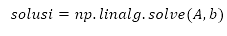 solusi = np.linalg.solve(A, b)